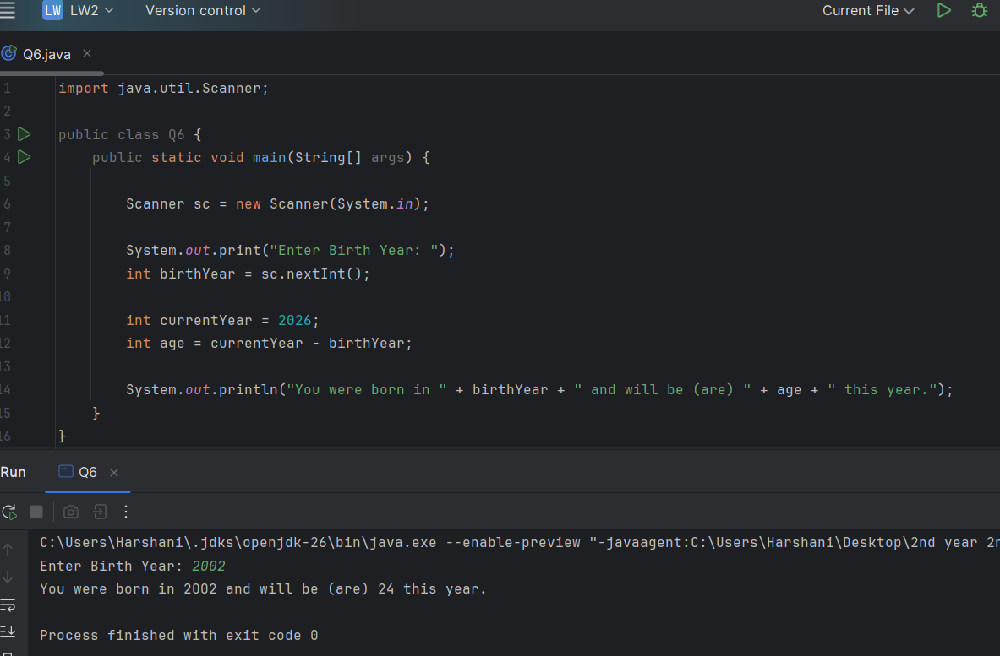 LW LW2 Version control Current File
Q6.java
1 import java.util.Scanner;
2
3 public class Q6 {
4 public static void main(String[] args) {
5
6 Scanner sc = new Scanner(System.in);
7
8 System.out.print("Enter Birth Year: ");
9 int birthYear = sc.nextInt();
10
11 int currentYear = 2026;
12 int age = currentYear - birthYear;
13
14 System.out.println("You were born in " + birthYear + " and will be (are) " + age + " this year.");
15 }
16 }
Run Q6
C:\Users\Harshani\.jdks\openjdk-26\bin\java.exe --enable-preview "-javaagent:C:\Users\Harshani\Desktop\2nd year 2n
Enter Birth Year: 2002
You were born in 2002 and will be (are) 24 this year.
Process finished with exit code 0